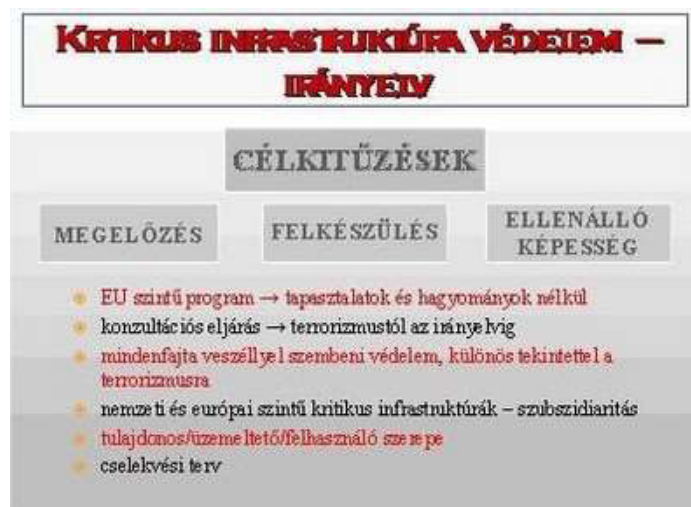 KRITIKUS INFRASTRUKTÚRA VÉDELEM –
IRÁNYELV
CÉLKITŰZÉSEK
MEGELŐZÉS
FELKÉSZÜLÉS
ELLENÁLLÓ
KÉPESSÉG
EU szintű program → tapasztalatok és hagyományok nélkül
konzultációs eljárás → terrorizmustól az irányelvig
mindenfajta veszéllyel szembeni védelem, különös tekintettel a
terrorizmusra
nemzeti és európai szintű kritikus infrastruktúrák – szubszidiaritás
tulajdonos/üzemeltető/felhasználó szerepe
cselekvési terv